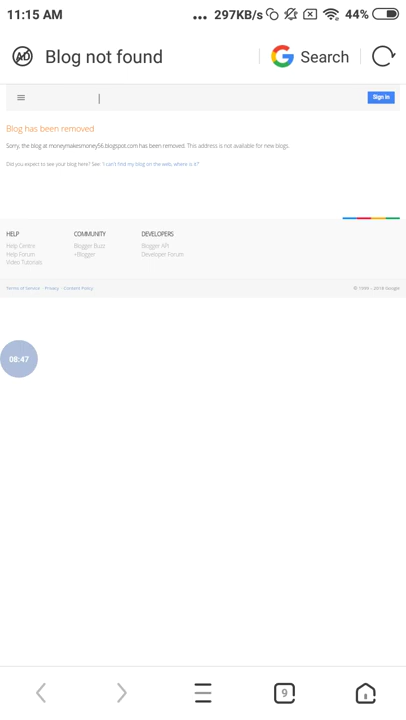 11:15 AM
... 297KB/s 44%
AD Blog not found Search
Sign in
Blog has been removed
Sorry, the blog at moneymakesmoney56.blogspot.com has been removed. This address is not available for new blogs.
Did you expect to see your blog here? See: 'I can't find my blog on the web, where is it?'
HELP COMMUNITY DEVELOPERS
Help Centre Blogger Buzz Blogger API
Help Forum +Blogger Developer Forum
Video Tutorials
Terms of Service - Privacy - Content Policy © 1999 - 2018 Google
08:47
9